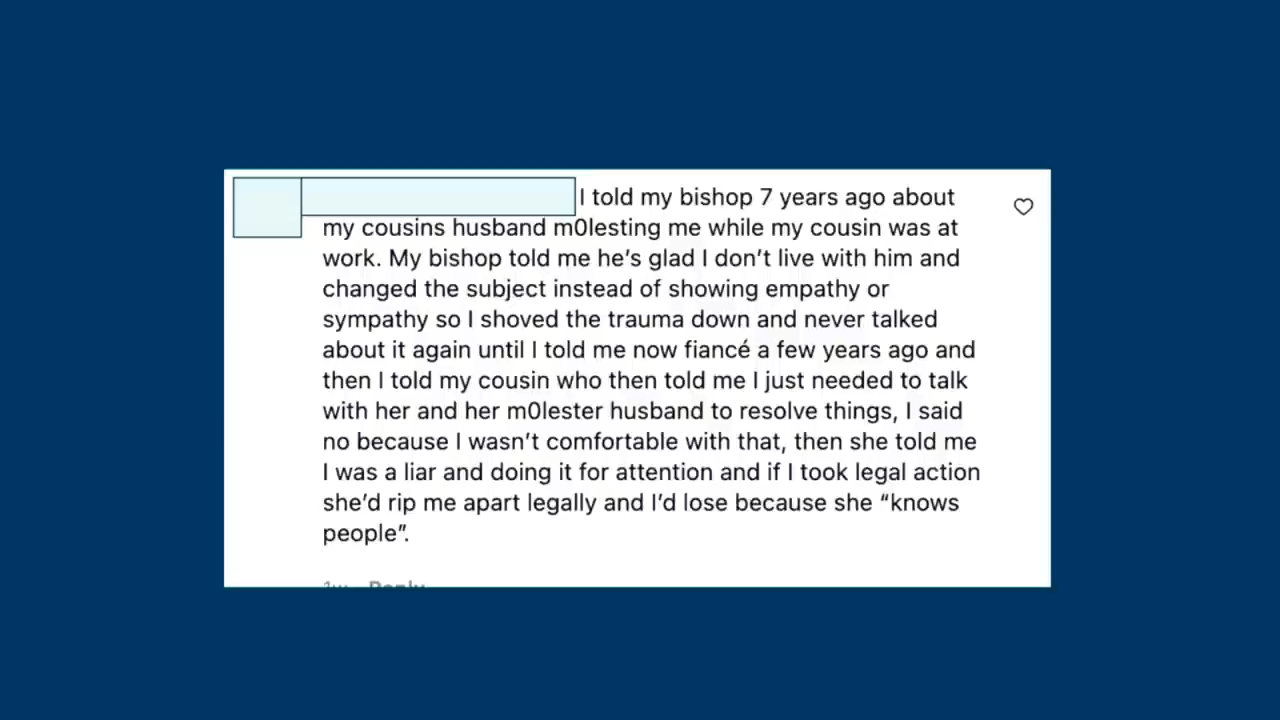 I told my bishop 7 years ago about
my cousins husband m0lesting me while my cousin was at
work. My bishop told me he's glad I don't live with him and
changed the subject instead of showing empathy or
sympathy so I shoved the trauma down and never talked
about it again until I told me now fiancé a few years ago and
then I told my cousin who then told me I just needed to talk
with her and her m0lester husband to resolve things, I said
no because I wasn't comfortable with that, then she told me
I was a liar and doing it for attention and if I took legal action
she'd rip me apart legally and I'd lose because she “knows
people”.
Reply